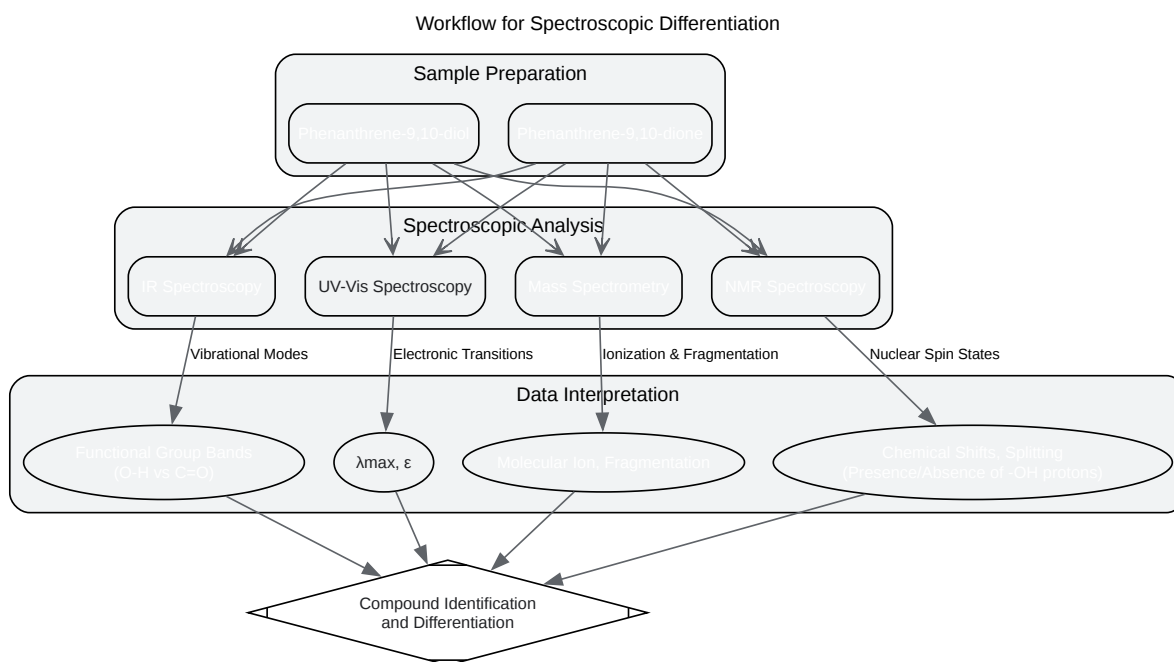 Workflow for Spectroscopic Differentiation
Sample Preparation
Phenanthrene-9,10-diol
Phenanthrene-9,10-dione
Spectroscopic Analysis
IR Spectroscopy
UV-Vis Spectroscopy
Mass Spectrometry
NMR Spectroscopy
Vibrational Modes
Electronic Transitions
Ionization & Fragmentation
Nuclear Spin States
Data Interpretation
Functional Group Bands
(O-H vs C=O)
λmax, ε
Molecular Ion, Fragmentation
Chemical Shifts, Splitting
(Presence/Absence of -OH protons)
Compound Identification
and Differentiation